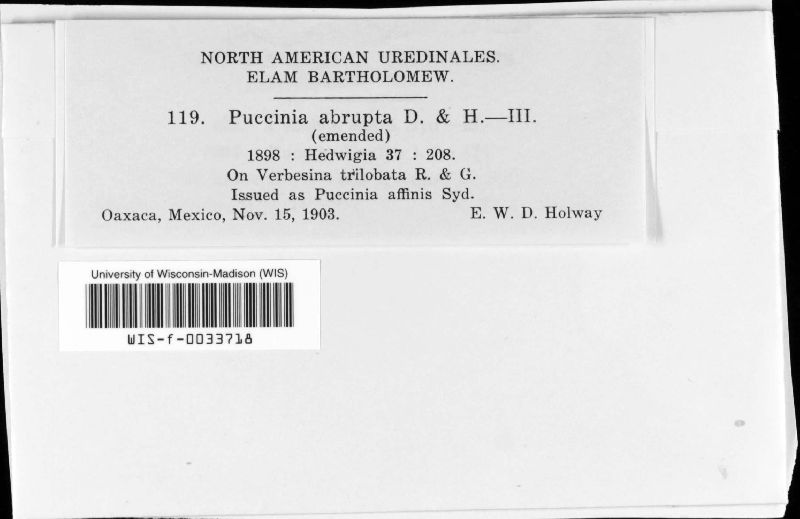 NORTH AMERICAN UREDINALES.
ELAM BARTHOLOMEW.
119. Puccinia abrupta D. & H.—III.
(emended)
1898 : Hedwigia 37 : 208.
On Verbesina trilobata R. & G.
Issued as Puccinia affinis Syd.
Oaxaca, Mexico, Nov. 15, 1903. E. W. D. Holway
University of Wisconsin-Madison (WIS)
WIS-f-0033718